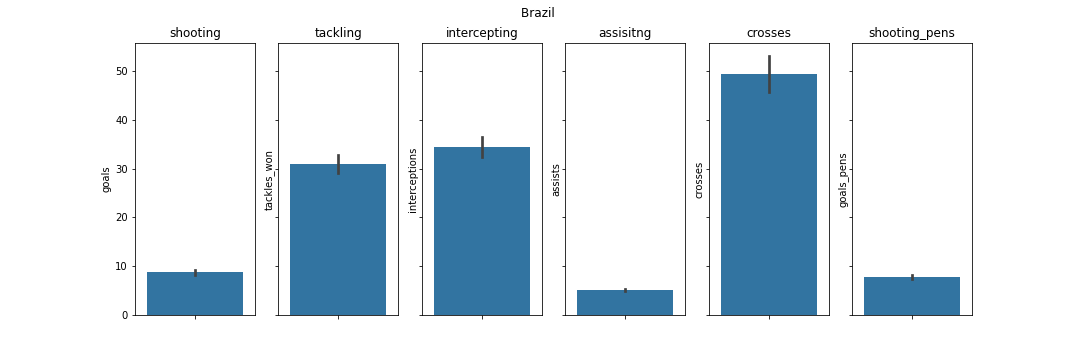 Brazil
shooting
tackling
intercepting
assisitng
crosses
shooting_pens
50
40
30
20
10
0
goals
tackles_won
interceptions
assists
crosses
goals_pens